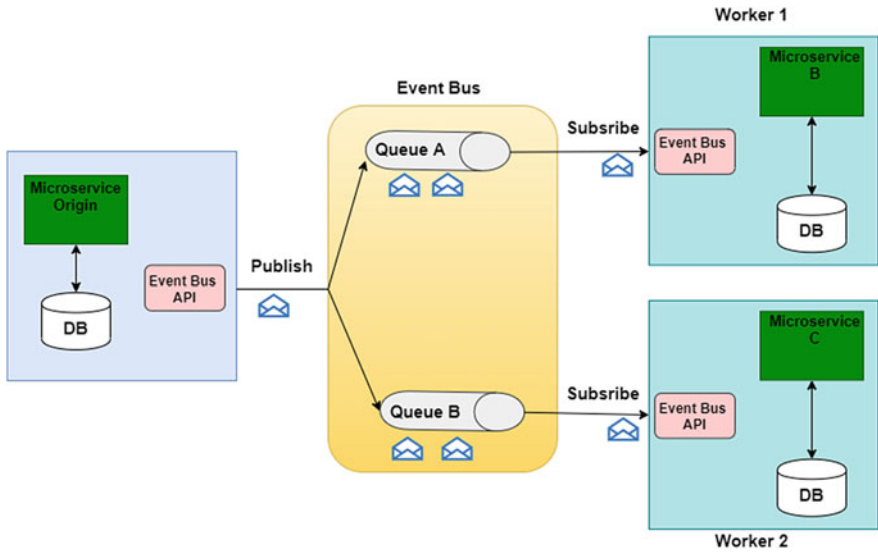 Worker 1
Microservice
B
Event Bus
Queue A
Subsribe
Event Bus
API
DB
Microservice
Origin
Publish
Event Bus
API
DB
Microservice
C
Queue B
Subsribe
Event Bus
API
DB
Worker 2